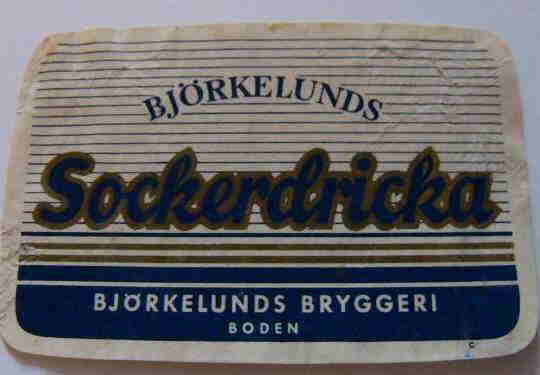 BJÖRKELUNDS
Sockerdricka
BJÖRKELUNDS BRYGGERI
BODEN